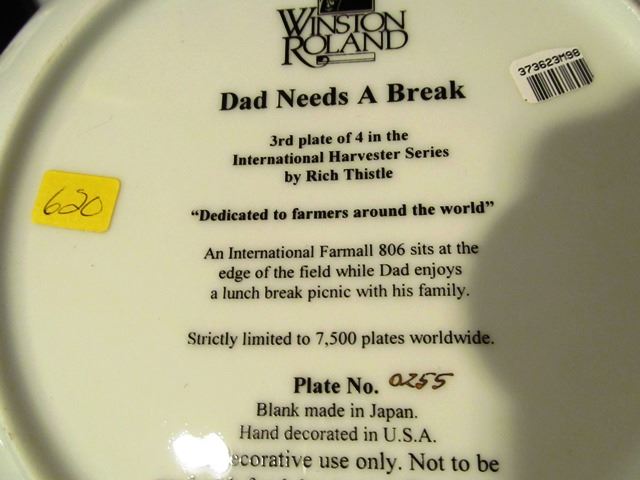 WINSTON
ROLAND
373623M98
Dad Needs A Break
3rd plate of 4 in the
International Harvester Series
by Rich Thistle
620
“Dedicated to farmers around the world”
An International Farmall 806 sits at the
edge of the field while Dad enjoys
a lunch break picnic with his family.
Strictly limited to 7,500 plates worldwide.
Plate No. 0255
Blank made in Japan.
Hand decorated in U.S.A.
ecorative use only. Not to be